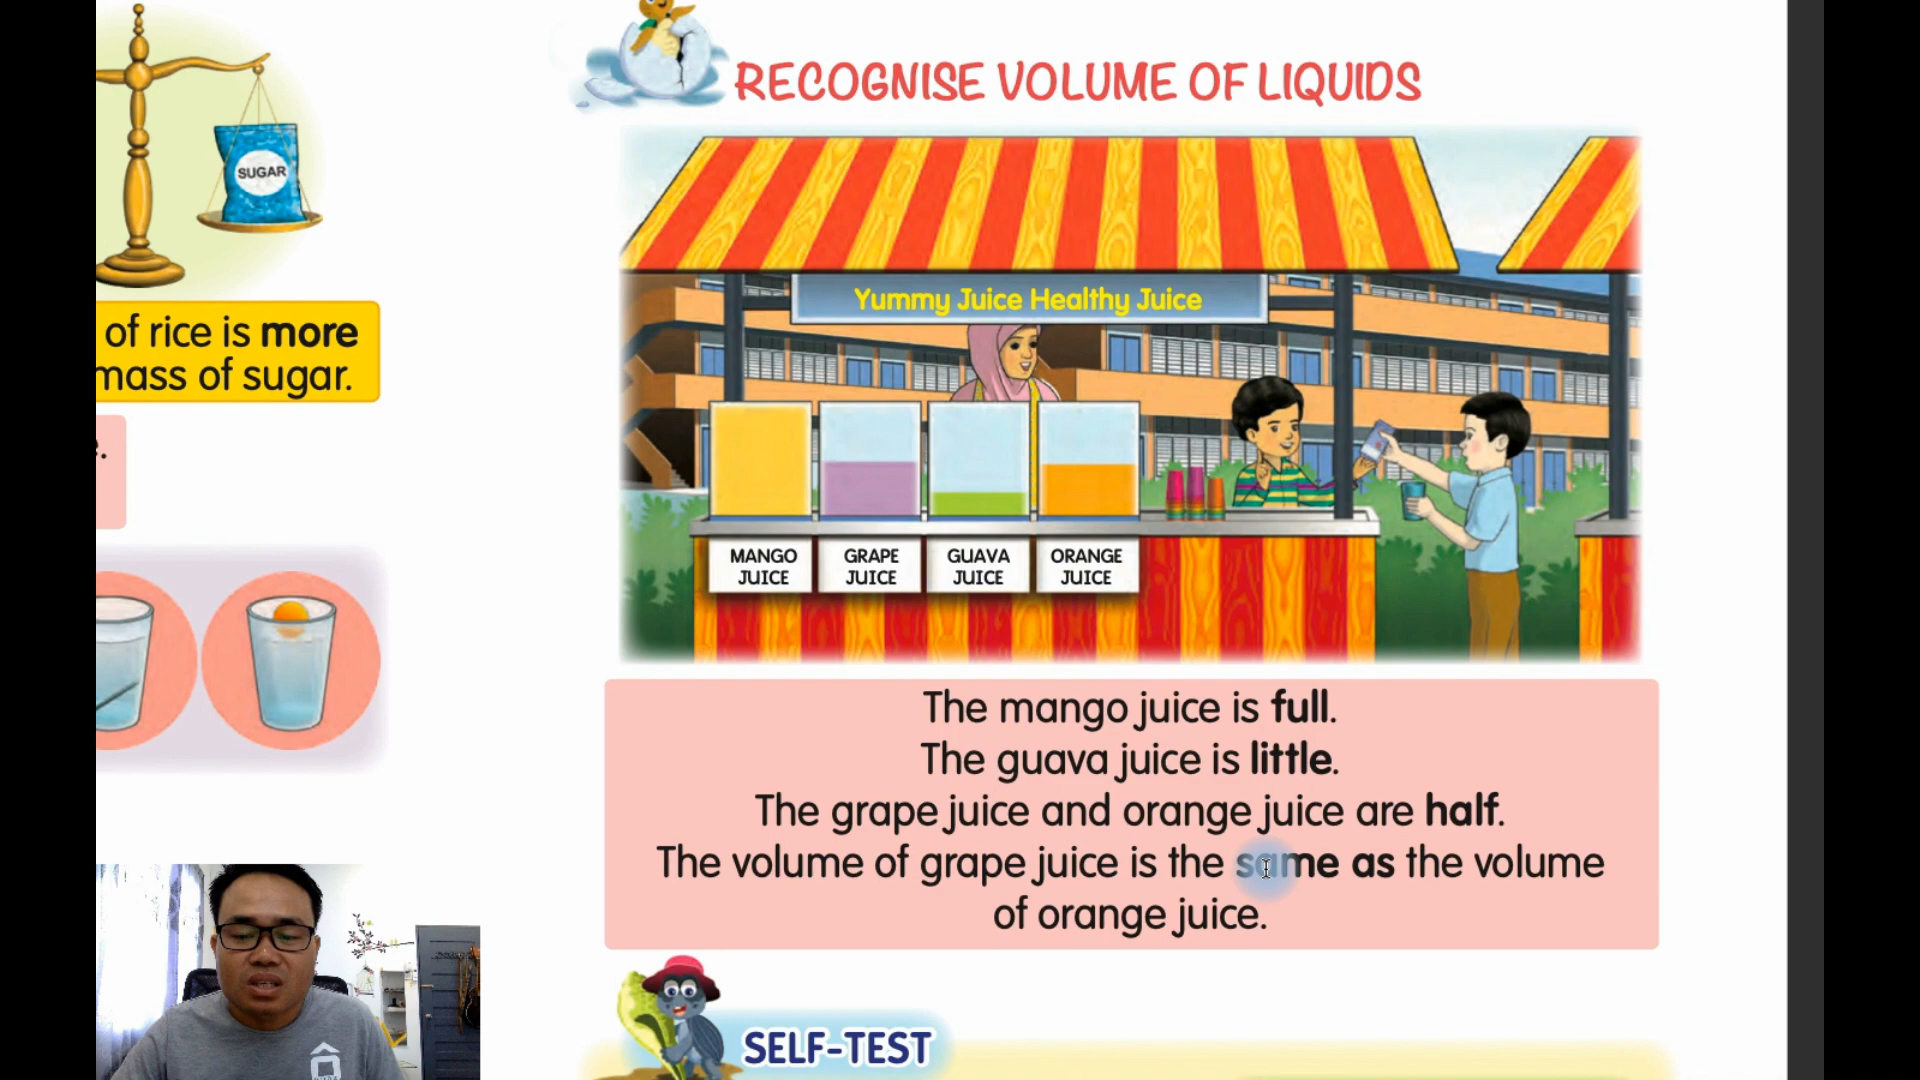 SUGAR
of rice is more
mass of sugar.
RECOGNISE VOLUME OF LIQUIDS
Yummy Juice Healthy Juice
MANGO
JUICE
GRAPE
JUICE
GUAVA
JUICE
ORANGE
JUICE
The mango juice is full.
The guava juice is little.
The grape juice and orange juice are half.
The volume of grape juice is the same as the volume
of orange juice.
SELF-TEST